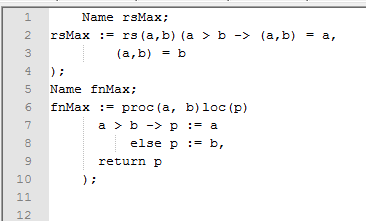 1 Name rsMax;
2 rsMax := rs(a,b)(a > b -> (a,b) = a,
3 (a,b) = b
4 );
5 Name fnMax;
6 fnMax := proc(a, b)loc(p)
7 a > b -> p := a
8 else p := b,
9 return p
10 );
11
12